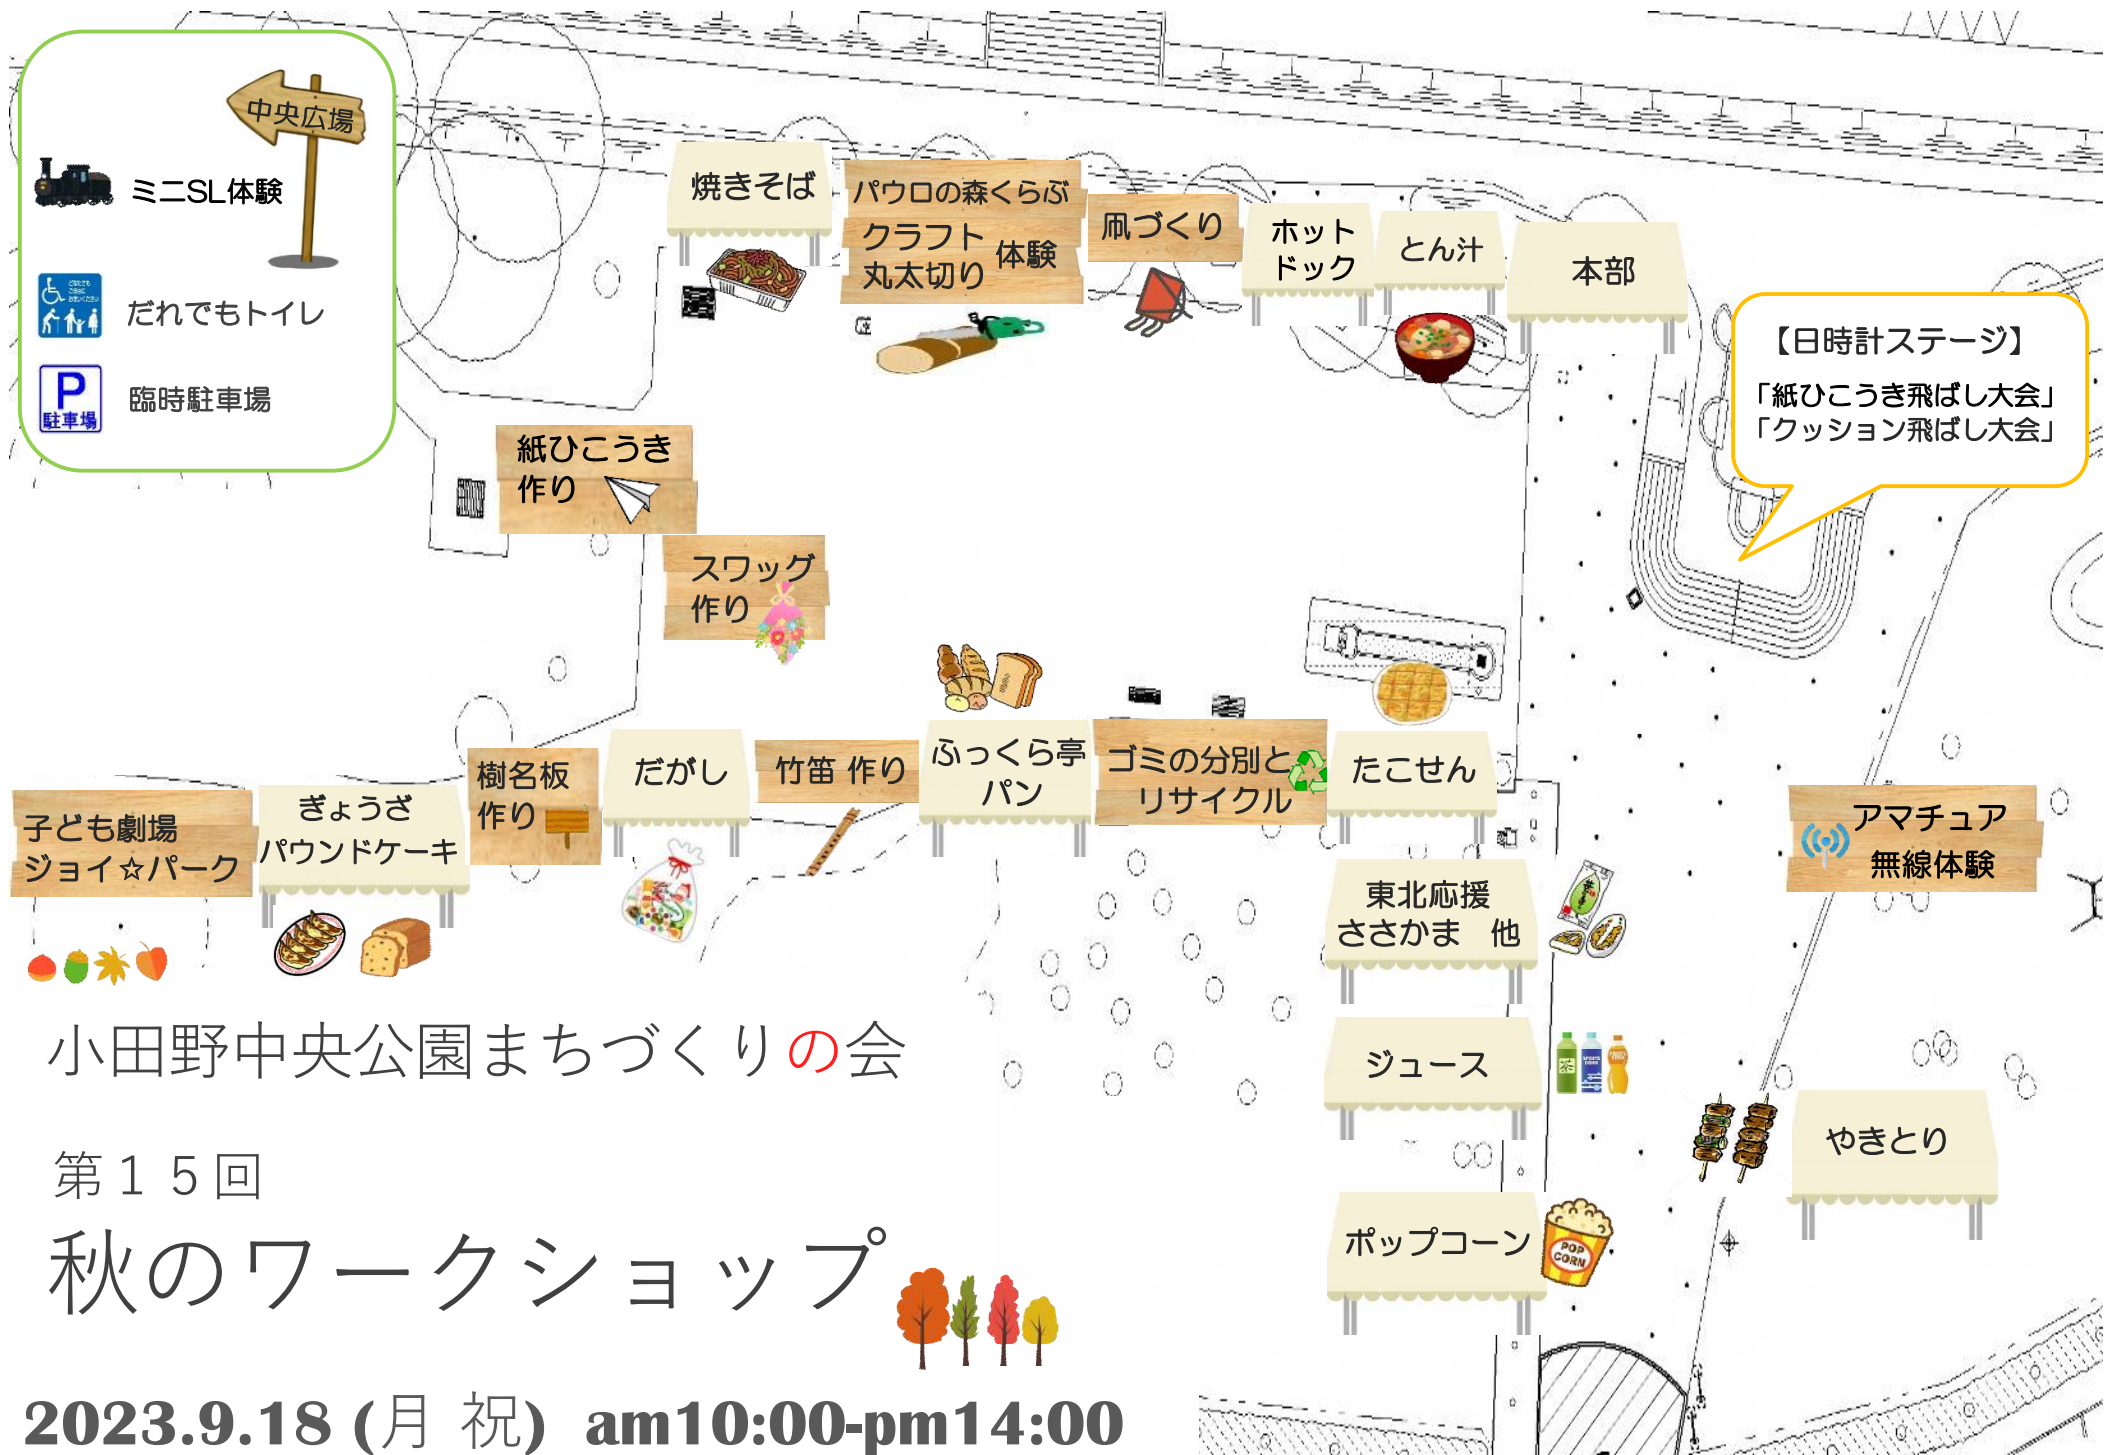 中央広場
ミニSL体験
だれでもトイレ
P
駐車場
臨時駐車場
焼きそば
パウロの森くらぶ
クラフト
丸太切り
体験
凧づくり
ホット
ドック
とん汁
本部
【日時計ステージ】
「紙ひこうき飛ばし大会」
「クッション飛ばし大会」
紙ひこうき
作り
スワッグ
作り
子ども劇場
ジョイ☆パーク
ぎょうざ
パウンドケーキ
樹名板
作り
だがし
竹笛 作り
ふっくら亭
パン
ゴミの分別と
リサイクル
たこせん
アマチュア
無線体験
東北応援
ささかま　他
ジュース
やきとり
ポップコーン
POP
CORN
小田野中央公園まちづくりの会
第１５回
秋のワークショップ
2023.9.18 (月 祝) am10:00-pm14:00